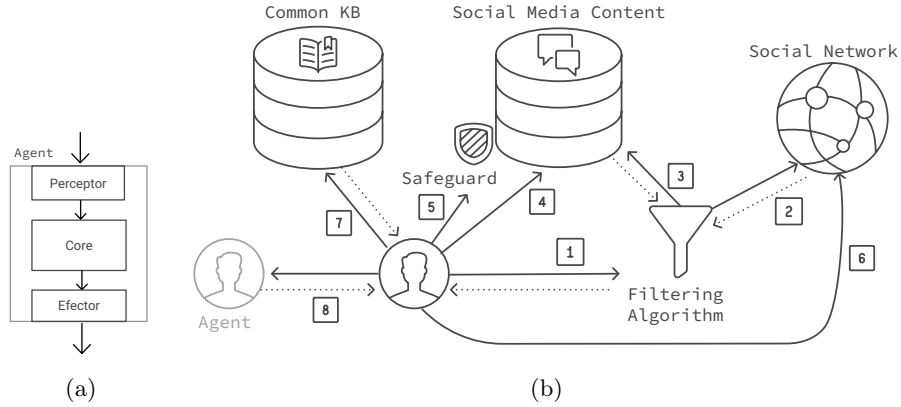 Common KB
Social Media Content
Social Network
Agent
Perceptor
Core
Efector
Safeguard
3
7
5
4
2
1
6
8
Agent
Filtering
Algorithm
(a)
(b)